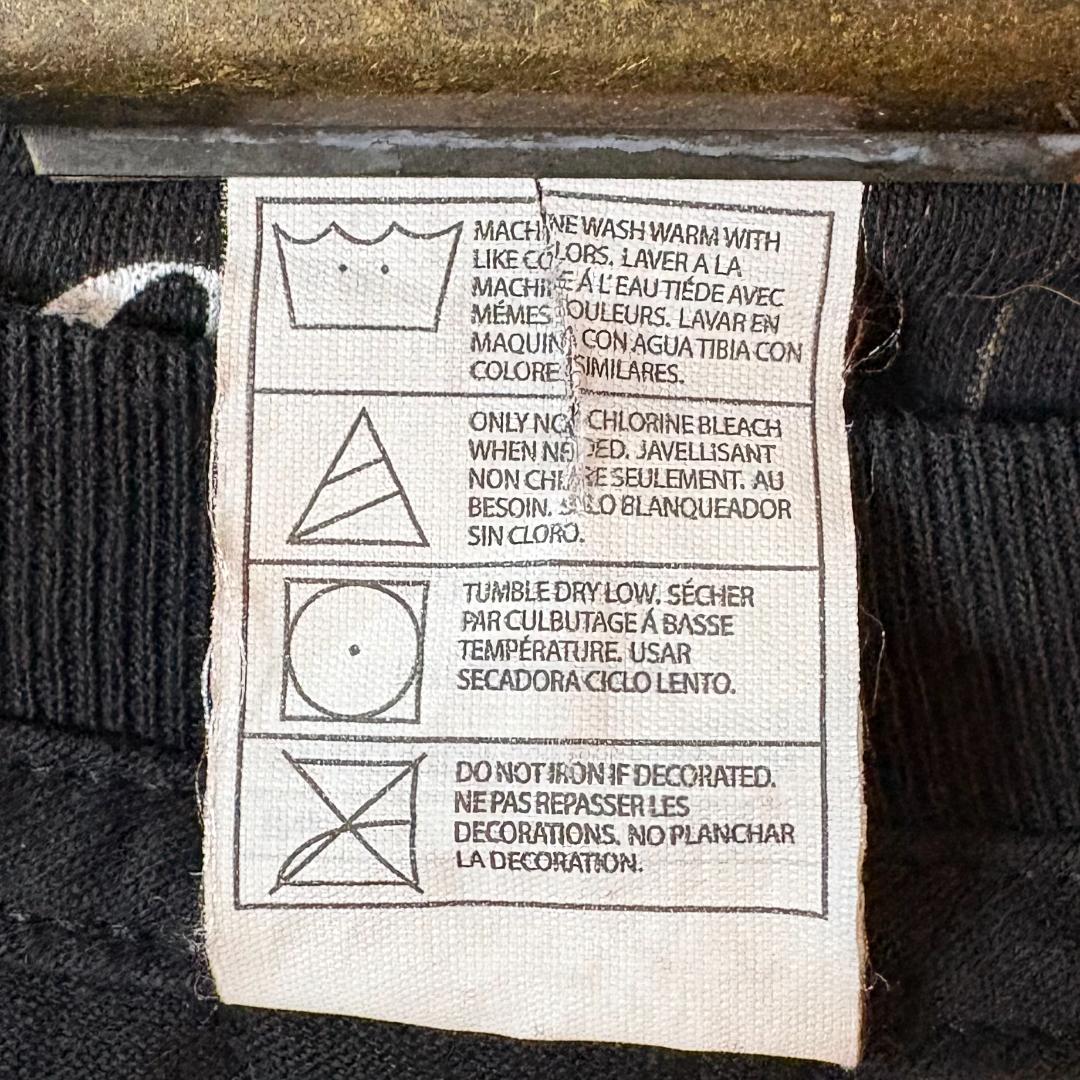 MACHINE WASH WARM WITH
LIKE COLORS. LAVER A LA
MACHINE Á L'EAU TIÉDE AVEC
MÉMES COULEURS. LAVAR EN
MAQUINA CON AGUA TIBIA CON
COLORES SIMILARES.
ONLY NON CHLORINE BLEACH
WHEN NEEDED. JAVELLISANT
NON CHLORE SEULEMENT. AU
BESOIN. SOLO BLANQUEADOR
SIN CLORO.
TUMBLE DRY LOW. SÉCHER
PAR CULBUTAGE Á BASSE
TEMPÉRATURE. USAR
SECADORA CICLO LENTO.
DO NOT IRON IF DECORATED.
NE PAS REPASSER LES
DECORATIONS. NO PLANCHAR
LA DECORATION.